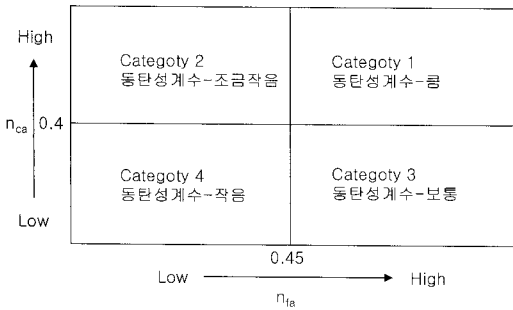 High
Categoty 2
동탄성계수-조금작음
Categoty 1
동탄성계수-큼
n_ca
0.4
Categoty 4
동탄성계수-작음
Categoty 3
동탄성계수-보통
Low
0.45
Low
High
n_fa